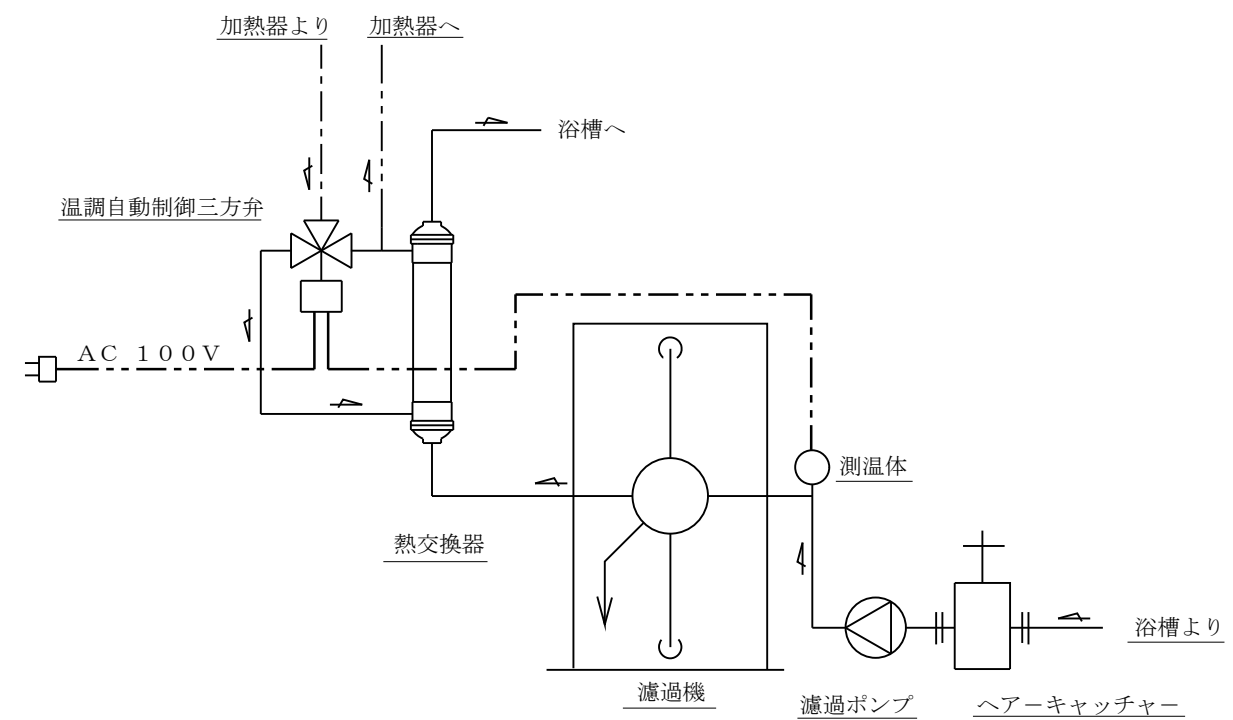 加熱器より
加熱器へ
浴槽へ
温調自動制御三方弁
ＡＣ １００Ｖ
測温体
熱交換器
浴槽より
濾過機
濾過ポンプ
ヘア－キャッチャ－